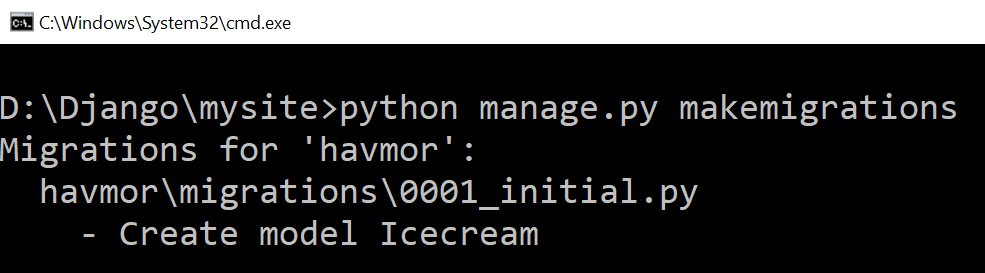 C:\Windows\System32\cmd.exe
D:\Django\mysite>python manage.py makemigrations
Migrations for 'havmor':
  havmor\migrations\0001_initial.py
    - Create model Icecream